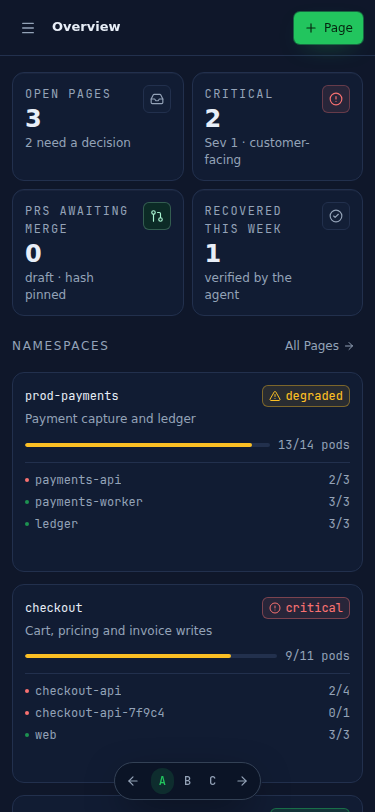 Overview
+ Page
OPEN PAGES
3
2 need a decision
CRITICAL
2
Sev 1 · customer-
facing
PRS AWAITING
MERGE
0
draft · hash
pinned
RECOVERED
THIS WEEK
1
verified by the
agent
NAMESPACES
All Pages →
prod-payments
degraded
Payment capture and ledger
13/14 pods
payments-api 2/3
payments-worker 3/3
ledger 3/3
checkout
critical
Cart, pricing and invoice writes
9/11 pods
checkout-api 2/4
checkout-api-7f9c4 0/1
web 3/3
← A B C →